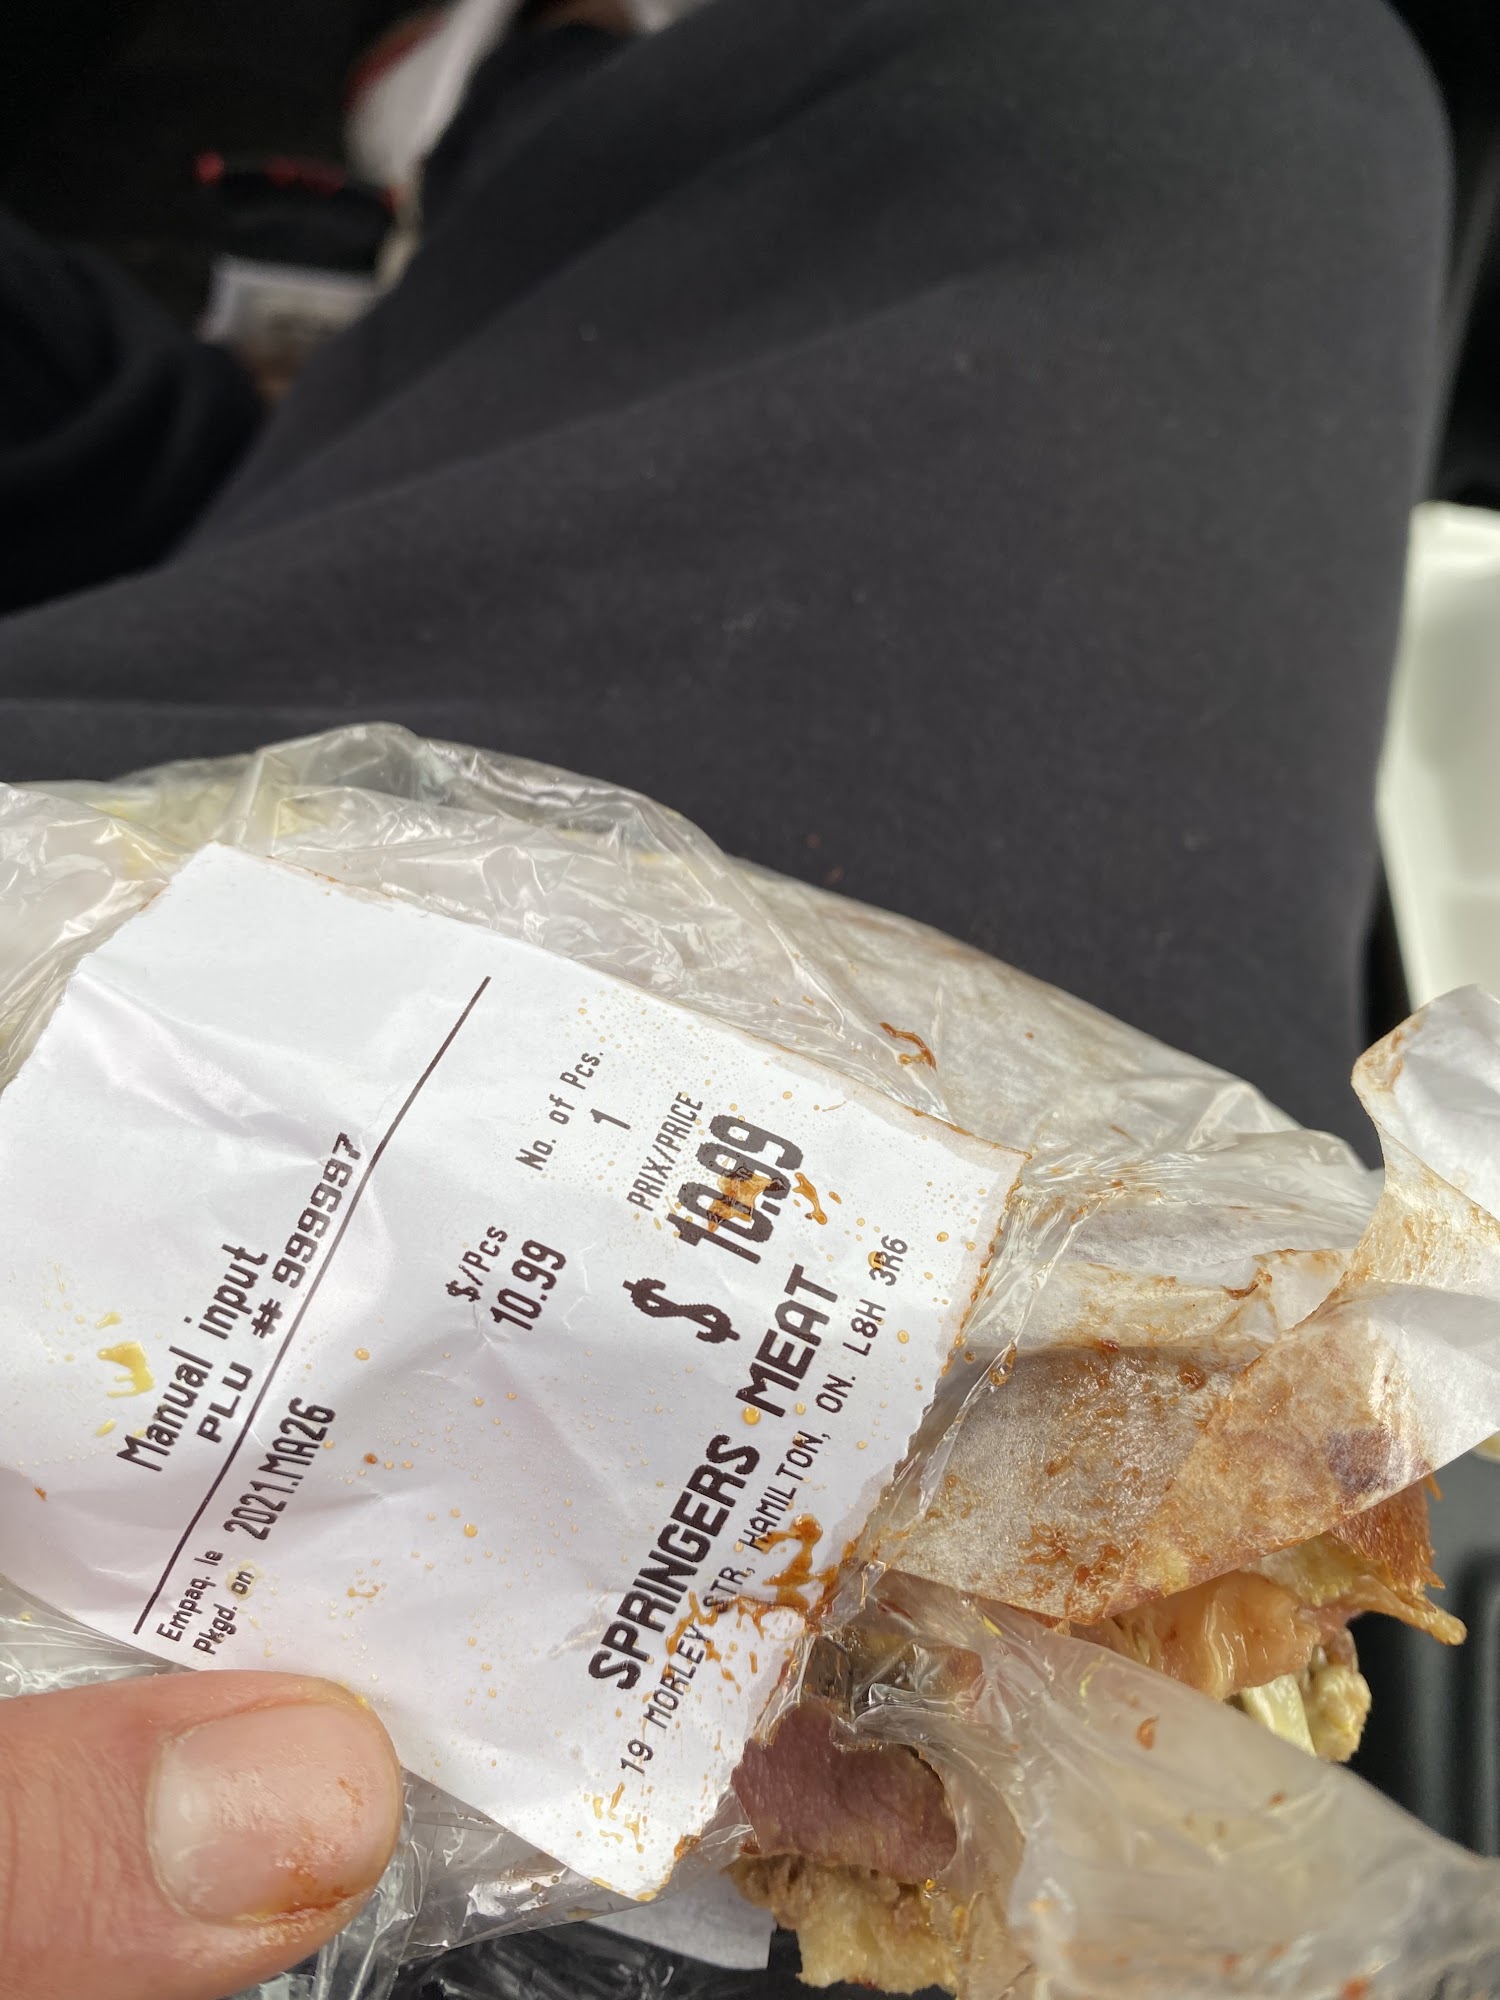 Manual input
PLU # 999997
Empaq. le
Pkgd. on 2021.MA26
$/Pcs
10.99
No. of Pcs.
1
PRIX/PRICE
$ 10.99
SPRINGERS MEAT
19 MORLEY STR, HAMILTON, ON. L8H 3R6